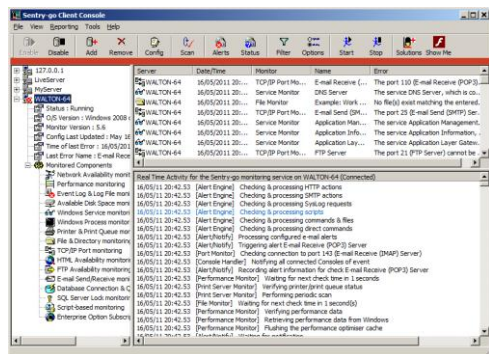 Sentry-go Client Console
File View Reporting Tools Help
Enable Disable Add Remove Config Scan Alerts Status Filter Options Start Stop Solutions Show Me
127.0.0.1
LiveServer
MyServer
WALTON-64
Status : Running
O/S Version : Windows 2008
Monitor Version : 5.6
Config Last Updated : May 16
Time of last Error : 16/05/201
Last Error Name : E-mail Rece
Monitored Components
Network Availability monit
Performance monitoring
Event Log & Log File moni
Available Disk Space moni
Windows Service monitori
Windows Process monitor
Printer & Print Queue mor
File & Directory monitorin
TCP/IP Port monitoring
HTML Availability monitori
FTP Availability monitoring
E-mail Send/Receive moni
Database Connection & Q
SQL Server Lock monitorin
Script-based monitoring
Enterprise Option Subscri
Server Date/Time Monitor Name Error
WALTON-64 16/05/2011 20:... TCP/IP Port Mo... E-mail Receive (... The port 110 (E-mail Receive (POP3)
WALTON-64 16/05/2011 20:... Service Monitor DNS Server The service DNS Server, which is co...
WALTON-64 16/05/2011 20:... File Monitor Example: Work ... No file(s) exist matching the entered.
WALTON-64 16/05/2011 20:... TCP/IP Port Mo... E-mail Send (SM... The port 25 (E-mail Send (SMTP) Ser.
WALTON-64 16/05/2011 20:... Service Monitor Application Man... The service Application Management,
WALTON-64 16/05/2011 20:... Service Monitor Application Info... The service Application Information, .
WALTON-64 16/05/2011 20:... Service Monitor Application Lay... The service Application Layer Gatew.
WALTON-64 16/05/2011 20:... TCP/IP Port Mo... FTP Server The port 21 (FTP Server) cannot be .
Real Time Activity for the Sentry-go monitoring service on WALTON-64 (Connected)
16/05/11 20:42.53 [Alert Engine] Checking & processing HTTP actions
16/05/11 20:42.53 [Alert Engine] Checking & processing SMTP actions
16/05/11 20:42.53 [Alert Engine] Checking & processing SysLog requests
16/05/11 20:42.53 [Alert Engine] Checking & processing scripts
16/05/11 20:42.53 [Alert Engine] Checking & processing commands & files
16/05/11 20:42.53 [Alert Engine] Checking & processing direct commands
16/05/11 20:42.53 [Alert/Notify] Processing configured e-mail alerts
16/05/11 20:42.53 [Alert/Notify] Triggering alert E-mail Receive (POP3) Server
16/05/11 20:42.53 [Port Monitor] Checking connection to port 143 (E-mail Receive (IMAP) Server)
16/05/11 20:42.53 [Console Handler] Notifying all connected Consoles of event
16/05/11 20:42.53 [Alert/Notify] Recording alert information for check E-mail Receive (POP3) Server
16/05/11 20:42.53 [Performance Monitor] Waiting for next check time in 1 seconds
16/05/11 20:42.53 [Print Server Monitor] Verifying printer/print queue status
16/05/11 20:42.53 [Print Server Monitor] Performing periodic scan
16/05/11 20:42.53 [File Monitor] Waiting for next check time in 1 second(s)
16/05/11 20:42.53 [Performance Monitor] Verifying performance data
16/05/11 20:42.53 [Performance Monitor] Retrieving performance data from Windows
16/05/11 20:42.53 [Performance Monitor] Flushing the performance optimiser cache